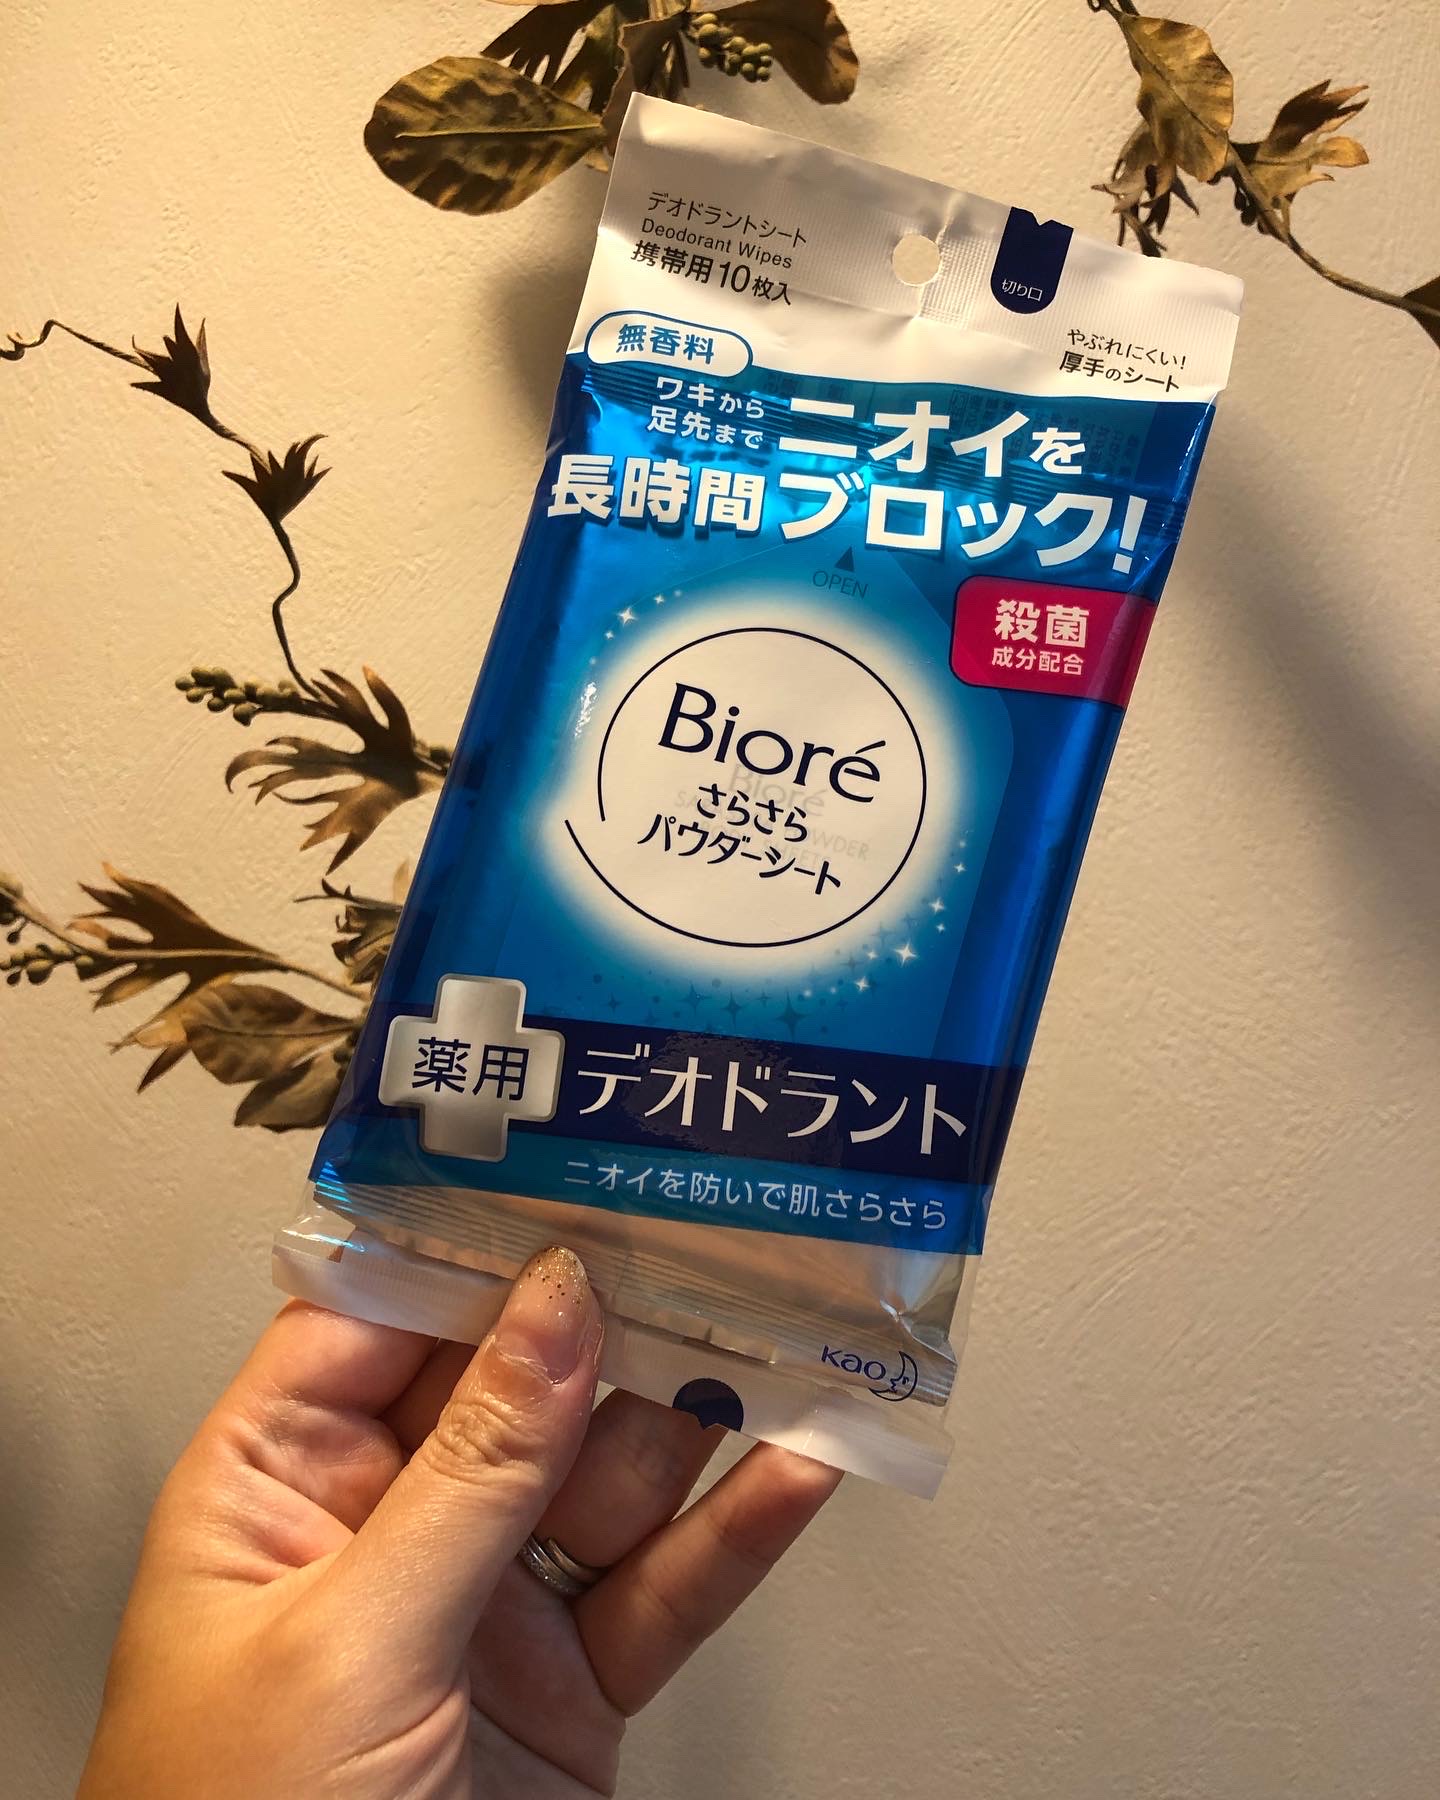 デオドラントシート
Deodorant Wipes
携帯用10枚入
切り口
やぶれにくい!
厚手のシート
無香料
ワキから
足先まで
ニオイを
長時間ブロック!
OPEN
殺菌
成分配合
Bioré
さらさら
パウダーシート
薬用
デオドラント
ニオイを防いで肌さらさら
Kao